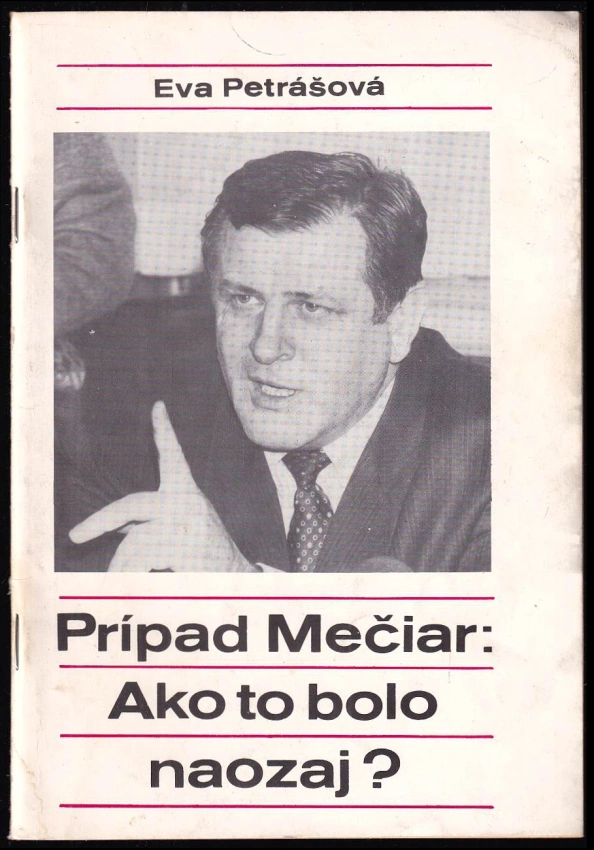 Eva Petrášová
Prípad Mečiar:
Ako to bolo
naozaj?